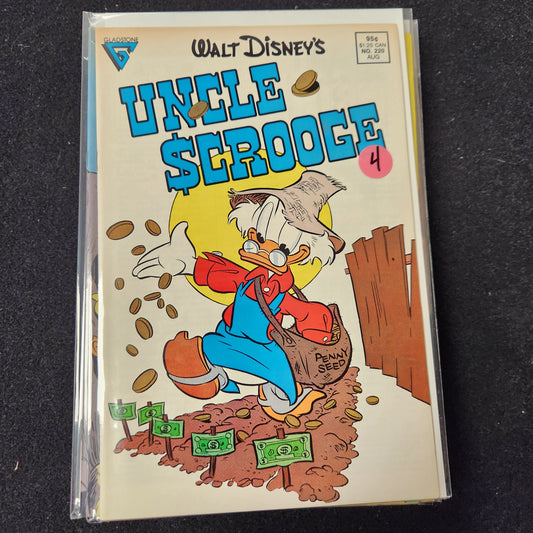 GLADSTONE
WALT DISNEY'S
95¢
$1.25 CAN
NO. 220
AUG
UNCLE
$CROOGE
4
PENNY
SEED